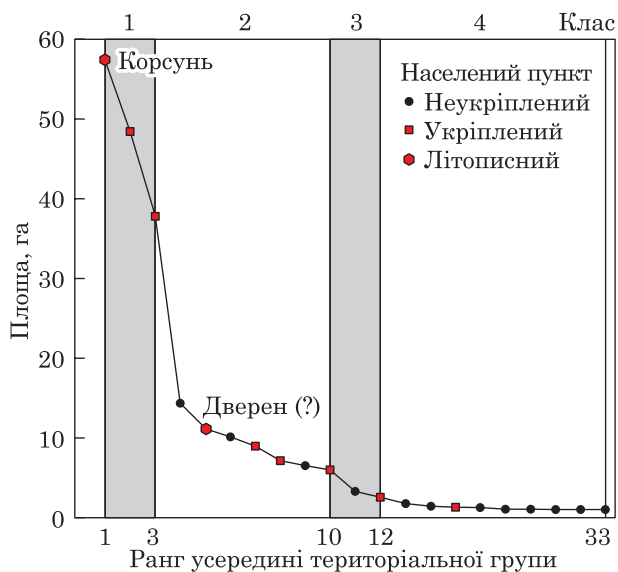 1 2 3 4 Клас
60
50
40
30
20
10
0
Площа, га
Корсунь
Населений пункт
Неукріплений
Укріплений
Літописний
Дверен (?)
1 3 10 12 33
Ранг усередині територіальної групи